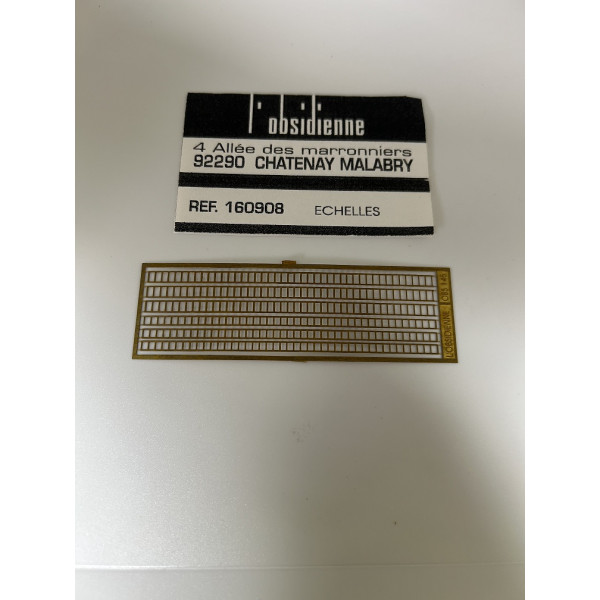 obsidienne
4 Allée des marronniers
92290 CHATENAY MALABRY
REF. 160908 ECHELLES